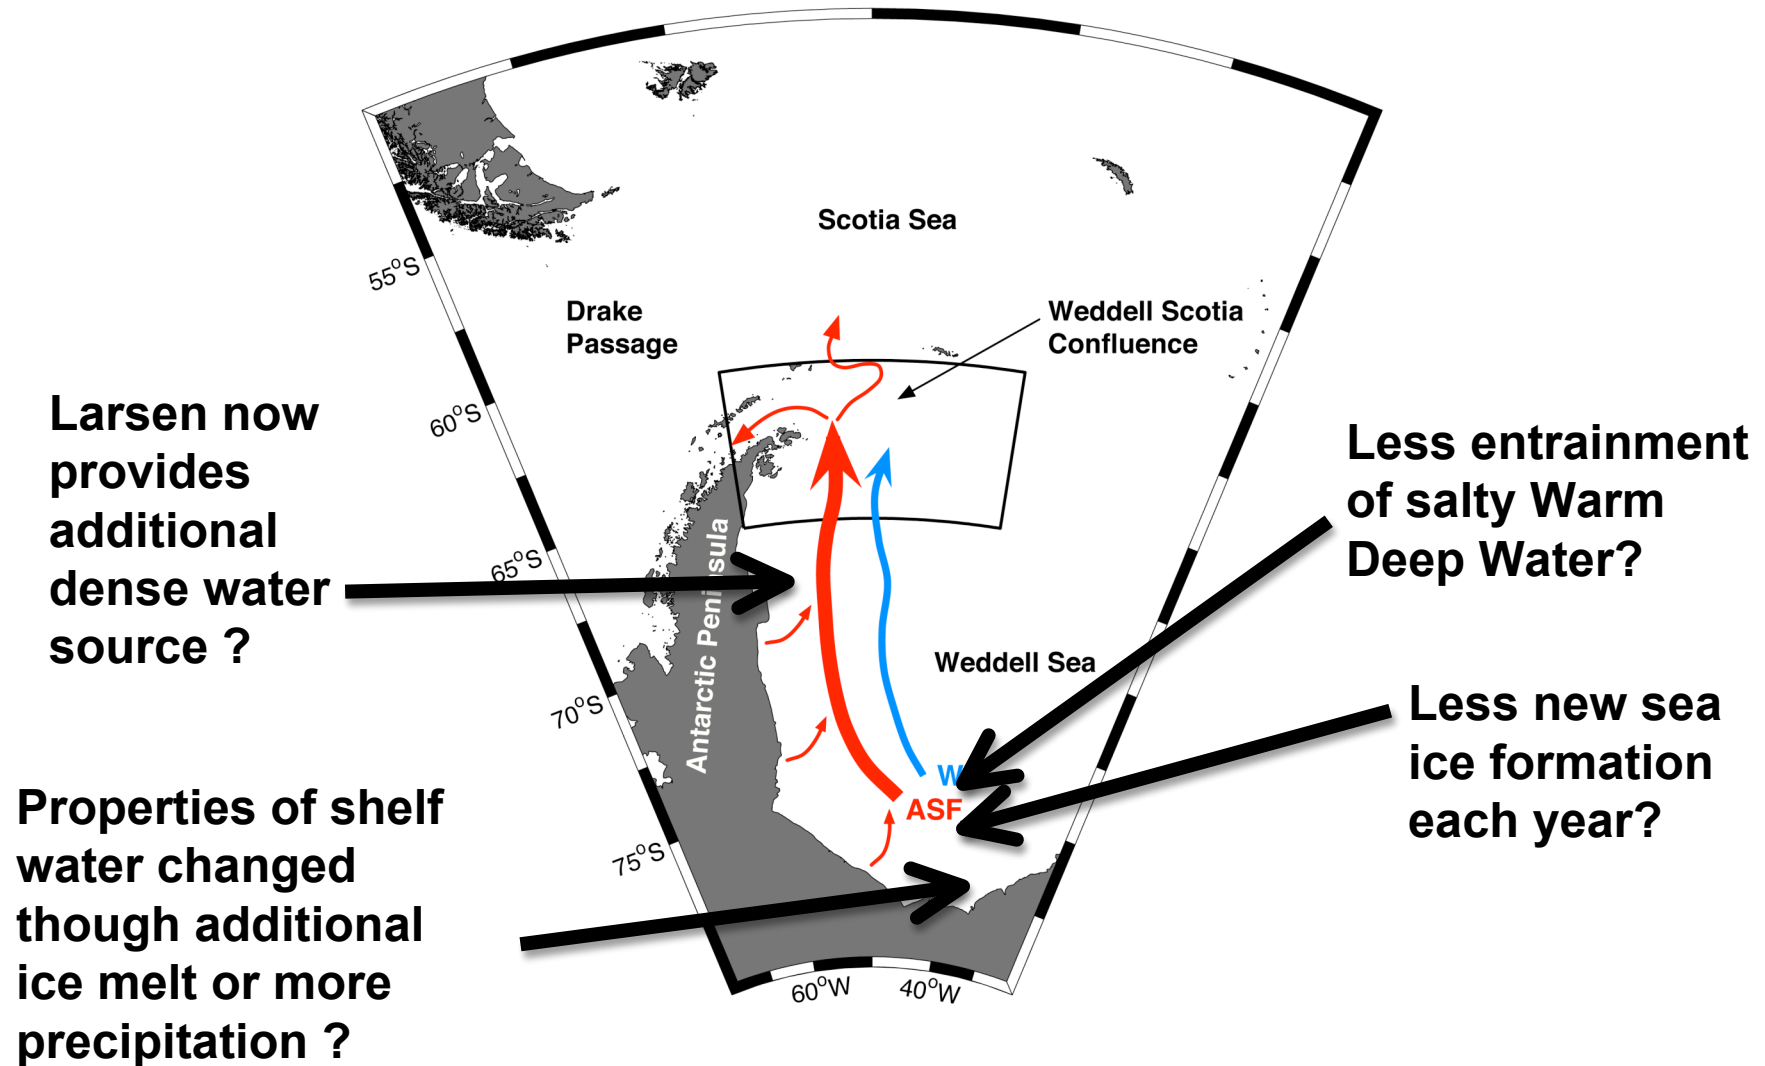 Scotia Sea
55°S
Drake
Passage
Weddell Scotia
Confluence
Larsen now
provides
additional
dense water
source ?
60°S
Less entrainment
of salty Warm
Deep Water?
65°S
Antarctic Peninsula
Weddell Sea
70°S
Less new sea
ice formation
each year?
W
ASF
Properties of shelf
water changed
though additional
ice melt or more
precipitation ?
75°S
60°W
40°W